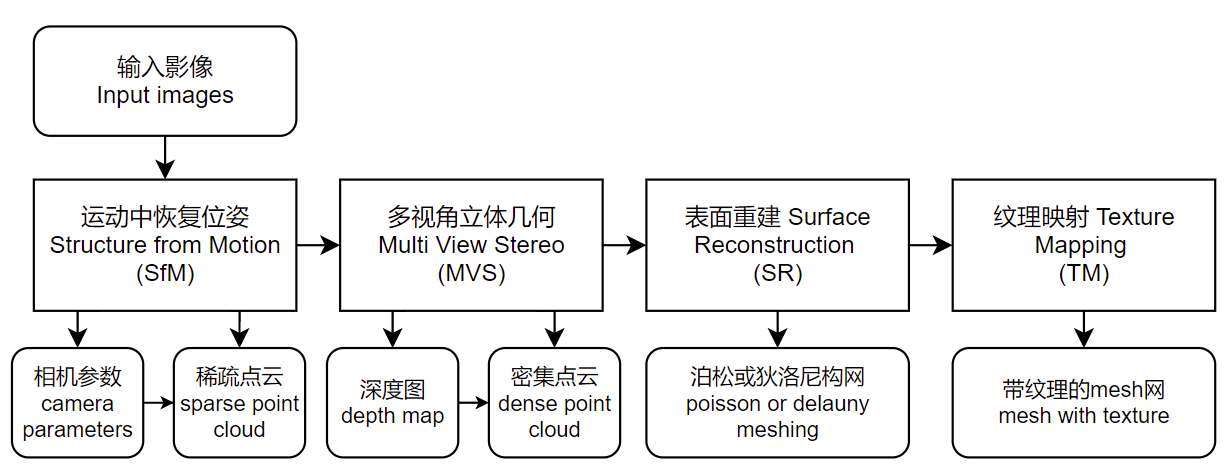 输入影像
Input images
运动中恢复位姿
Structure from Motion
(SfM)
多视角立体几何
Multi View Stereo
(MVS)
表面重建 Surface
Reconstruction
(SR)
纹理映射 Texture
Mapping
(TM)
相机参数
camera
parameters
稀疏点云
sparse point
cloud
深度图
depth map
密集点云
dense point
cloud
泊松或狄洛尼构网
poisson or delauny
meshing
带纹理的mesh网
mesh with texture